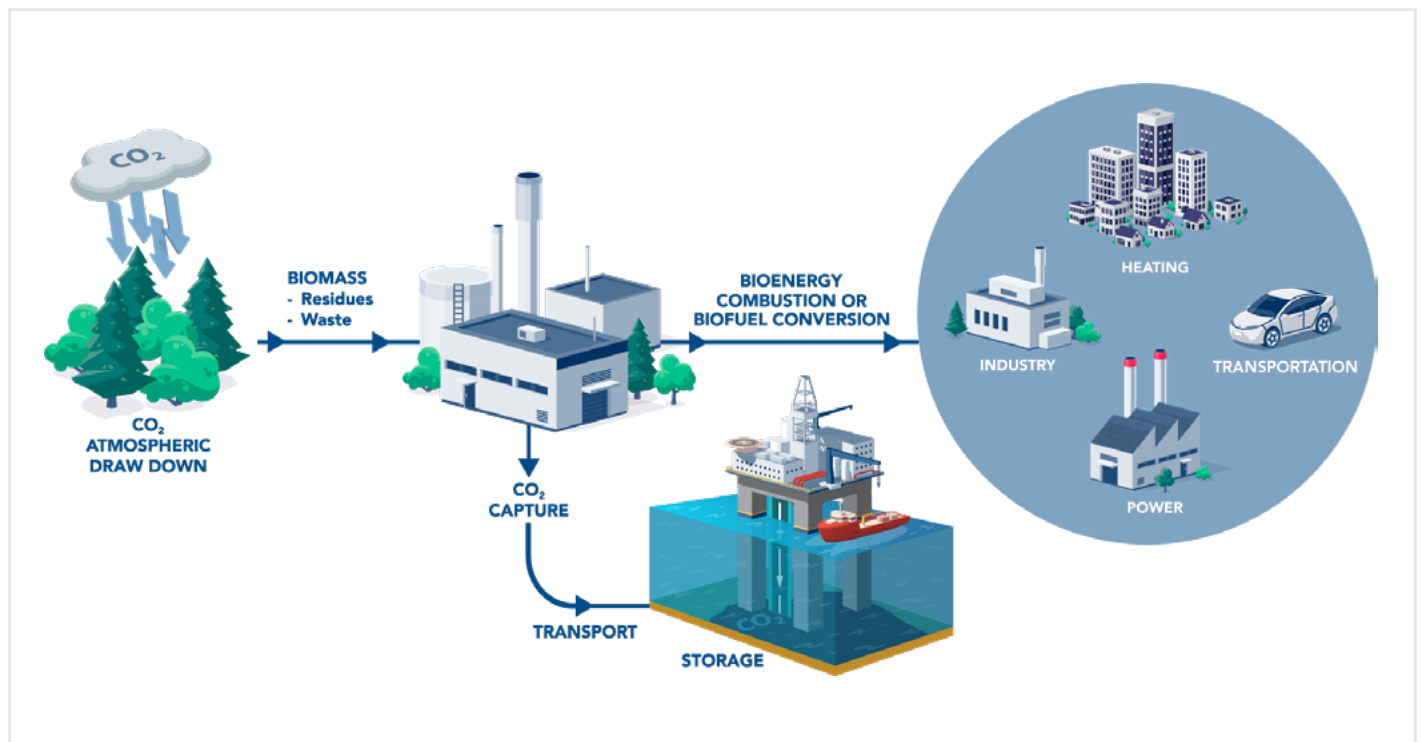 CO₂
BIOMASS
- Residues
- Waste
BIOENERGY
COMBUSTION OR
BIOFUEL CONVERSION
HEATING
INDUSTRY
TRANSPORTATION
POWER
CO₂
ATMOSPHERIC
DRAW DOWN
CO₂
CAPTURE
TRANSPORT
CO₂
STORAGE